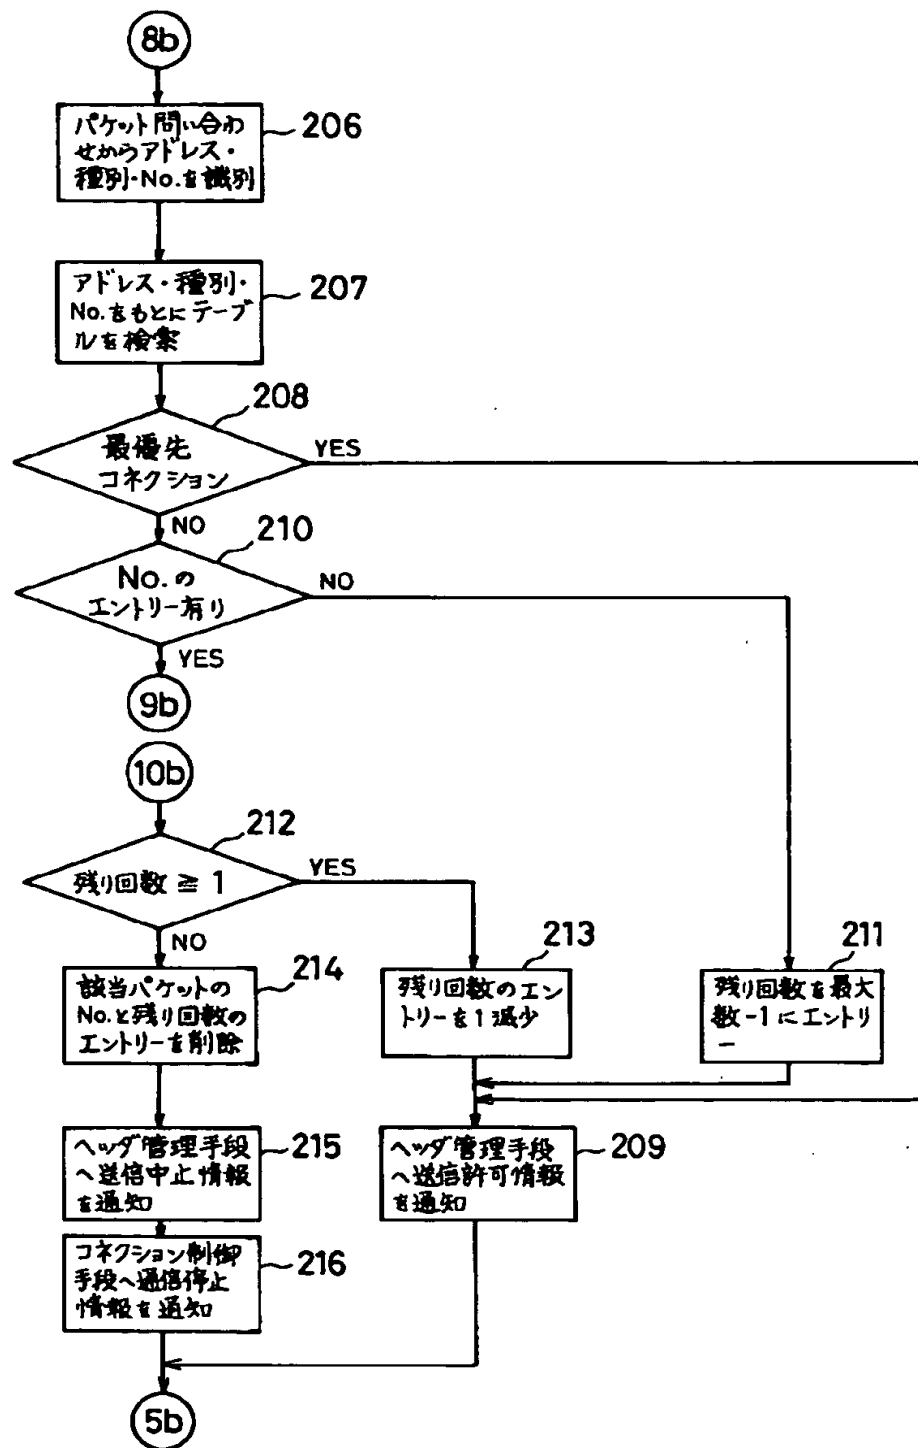 8b
パケット問い合わ
せからアドレス・
種別・No.を識別
206
アドレス・種別・
No.をもとにテーブ
ルを検索
207
208
最優先
コネクション
YES
NO
210
No.の
エントリー有り
NO
YES
9b
10b
212
残り回数 ≧ 1
YES
NO
214
該当パケットの
No.と残り回数の
エントリーを削除
213
残り回数のエン
トリーを1減少
211
残り回数を最大
数-1にエントリ
ー
ヘッダ管理手段
へ送信中止情報
を通知
215
ヘッダ管理手段
へ送信許可情報
を通知
209
コネクション制御
手段へ通信停止
情報を通知
216
5b